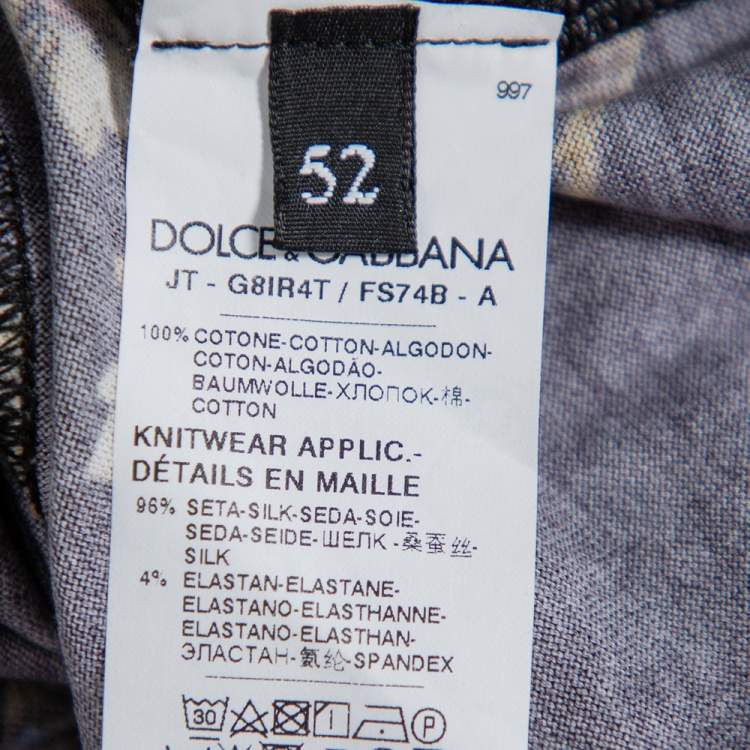 997
52
DOLCE & GABBANA
JT - G8IR4T / FS74B - A
100% COTONE-COTTON-ALGODON-
COTON-ALGODÃO-
BAUMWOLLE-ХЛОПОК-棉-
COTTON
KNITWEAR APPLIC.-
DÉTAILS EN MAILLE
96% SETA-SILK-SEDA-SOIE-
SEDA-SEIDE-ШЕЛК -桑蚕丝-
SILK
4% ELASTAN-ELASTANE-
ELASTANO-ELASTHANNE-
ELASTANO-ELASTHAN-
ЭЛАСТАН-氨纶-SPANDEX
30 P